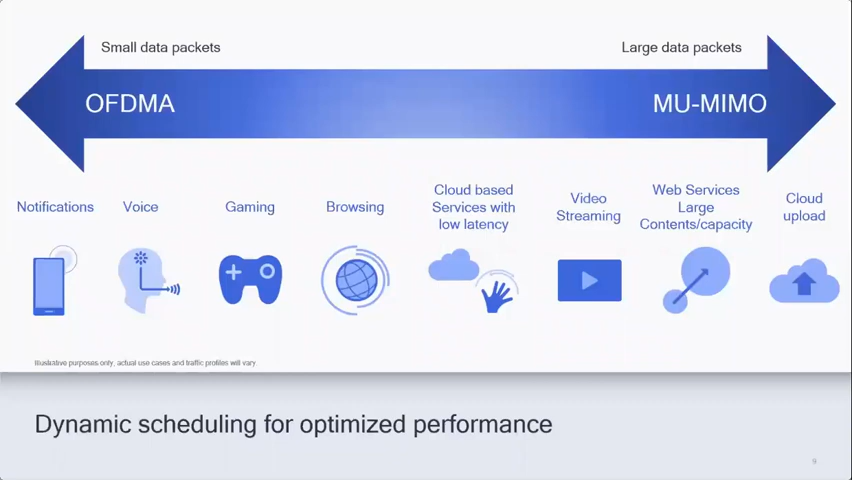 Small data packets
Large data packets
OFDMA
MU-MIMO
Notifications
Voice
Gaming
Browsing
Cloud based
Services with
low latency
Video
Streaming
Web Services
Large
Contents/capacity
Cloud
upload
Illustrative purposes only, actual use cases and traffic profiles will vary.
Dynamic scheduling for optimized performance
9